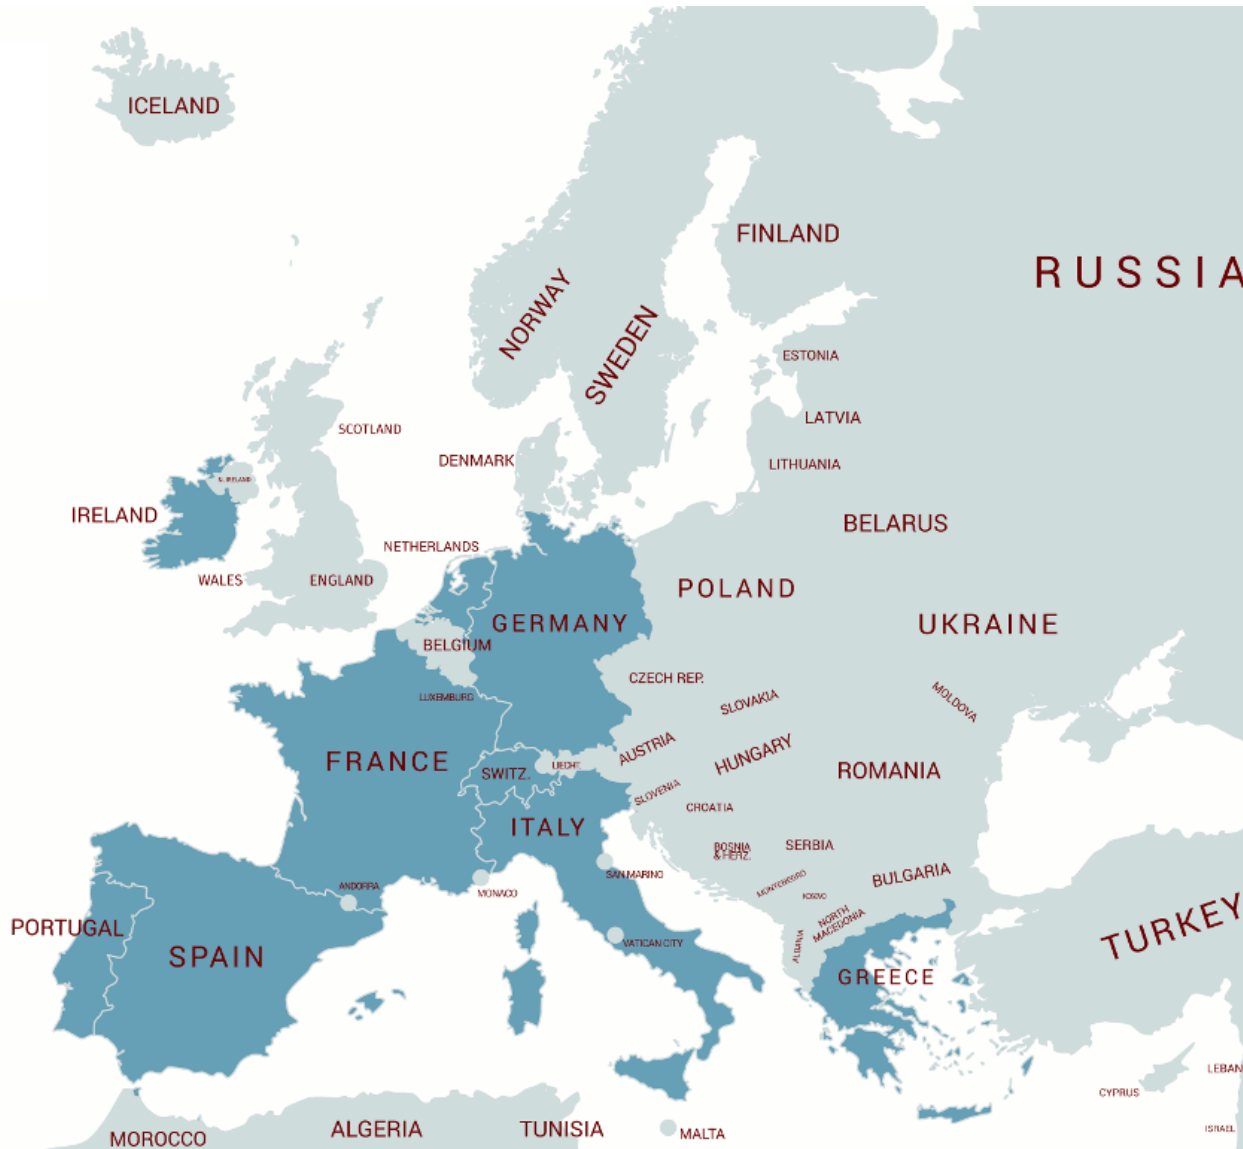 ICELAND
FINLAND
RUSSIA
NORWAY
SWEDEN
ESTONIA
LATVIA
SCOTLAND
DENMARK
LITHUANIA
N. IRELAND
IRELAND
BELARUS
NETHERLANDS
WALES
ENGLAND
POLAND
GERMANY
UKRAINE
BELGIUM
CZECH REP.
LUXEMBURG
SLOVAKIA
MOLDOVA
AUSTRIA
HUNGARY
FRANCE
SWITZ.
LIECHT.
ROMANIA
SLOVENIA
CROATIA
ITALY
BOSNIA
& HERZ.
SERBIA
SAN MARINO
BULGARIA
MONTENEGRO
KOSOVO
ANDORRA
MONACO
NORTH
MACEDONIA
PORTUGAL
TURKEY
SPAIN
VATICAN CITY
ALBANIA
GREECE
LEBAN
CYPRUS
MOROCCO
ALGERIA
TUNISIA
MALTA
ISRAEL